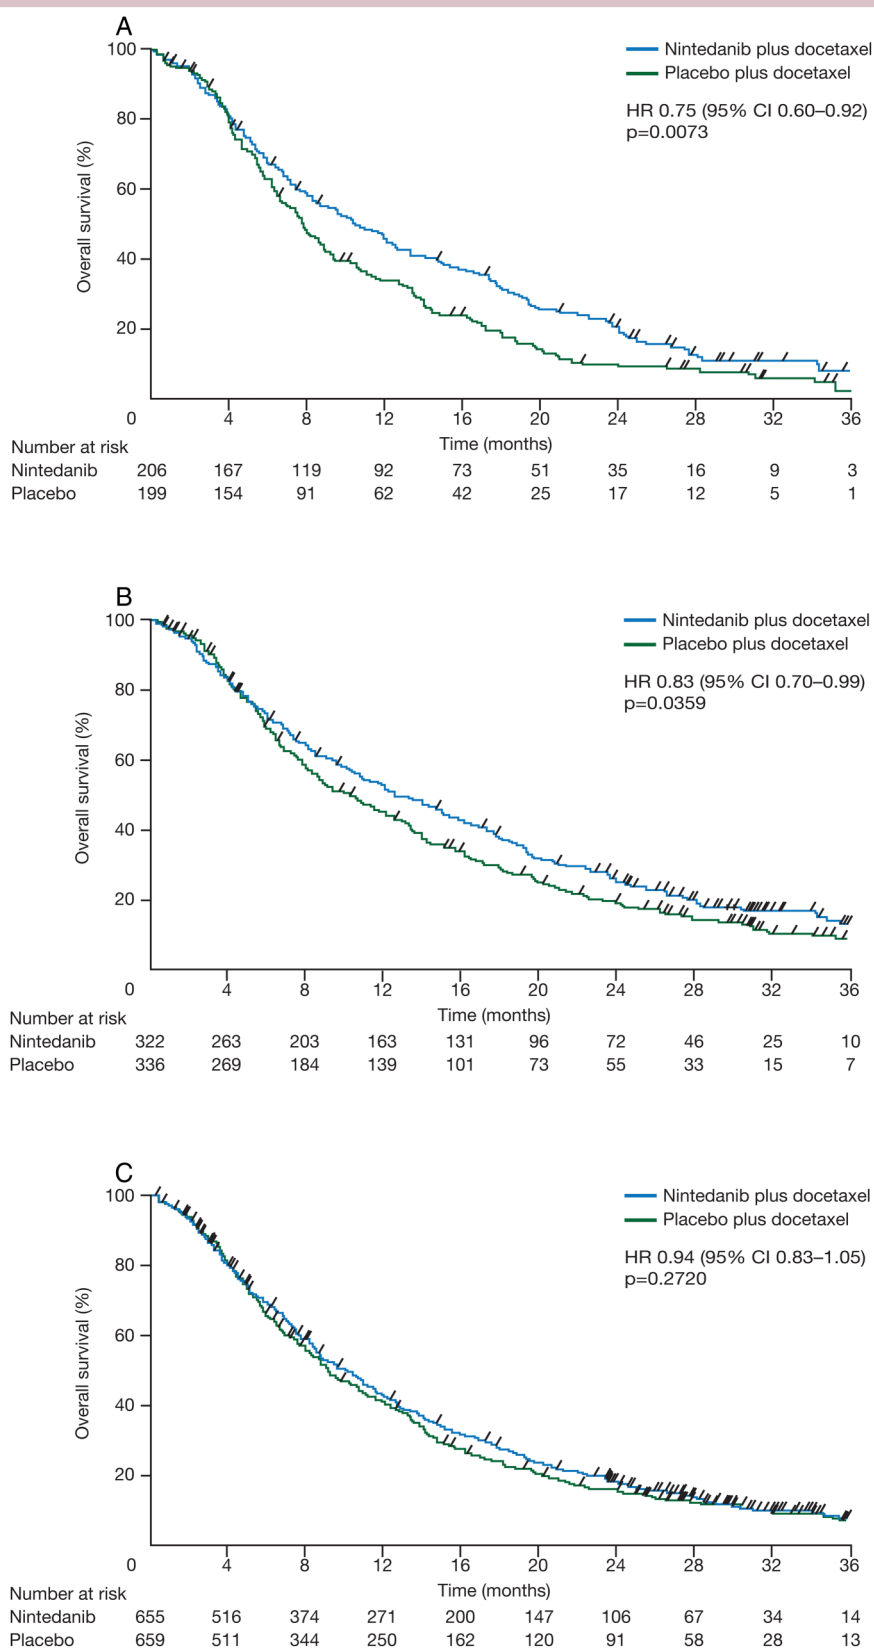 A
Nintedanib plus docetaxel
Placebo plus docetaxel
HR 0.75 (95% CI 0.60–0.92)
p=0.0073
Overall survival (%)
100
80
60
40
20
0 4 8 12 16 20 24 28 32 36
Time (months)
Number at risk
Nintedanib 206 167 119 92 73 51 35 16 9 3
Placebo 199 154 91 62 42 25 17 12 5 1
B
Nintedanib plus docetaxel
Placebo plus docetaxel
HR 0.83 (95% CI 0.70–0.99)
p=0.0359
Overall survival (%)
100
80
60
40
20
0 4 8 12 16 20 24 28 32 36
Time (months)
Number at risk
Nintedanib 322 263 203 163 131 96 72 46 25 10
Placebo 336 269 184 139 101 73 55 33 15 7
C
Nintedanib plus docetaxel
Placebo plus docetaxel
HR 0.94 (95% CI 0.83–1.05)
p=0.2720
Overall survival (%)
100
80
60
40
20
0 4 8 12 16 20 24 28 32 36
Time (months)
Number at risk
Nintedanib 655 516 374 271 200 147 106 67 34 14
Placebo 659 511 344 250 162 120 91 58 28 13